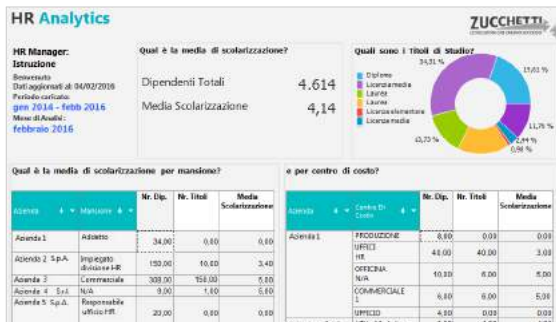 HR Analytics
ZUCCHETTI
HR Manager:
Istruzione
Benvenuto
Dati aggiornati al: 04/02/2016
Periodo caricato:
gen 2014 - febb 2016
Mese di Analisi:
febbraio 2016
Qual è la media di scolarizzazione?
Dipendenti Totali 4.614
Media Scolarizzazione 4,14
Quali sono i Titoli di Studio?
34,31 %
Diploma
Licenza media
Laurea
Laurea
Licenza elementare
Licenza media
11,76 %
2,94 %
0,98 %
Qual è la media di scolarizzazione per mansione?
Azienda Mansione Nr. Dip. Nr. Titoli Media Scolarizzazione
Azienda 1 Addetto 34,00 0,00 0,00
Azienda 2 S.p.A. Impiegato divisione HR 150,00 10,00 3,40
Azienda 3 Commerciale 308,00 150,00 5,00
Azienda 4 S.r.l N/A 9,00 1,00 5,00
Azienda 5 S.p.A. Responsabile ufficio HR 20,00 0,00 0,00
e per centro di costo?
Azienda Centro Di Costo Nr. Dip. Nr. Titoli Media Scolarizzazione
Azienda 1 PRODUZIONE 8,00 0,00 0,00
UFFICI HR 40,00 40,00 3,00
OFFICINA N/A 10,00 6,00 5,00
COMMERCIALE 1 6,00 6,00 5,00
UFFICIO 4,00 0,00 0,00